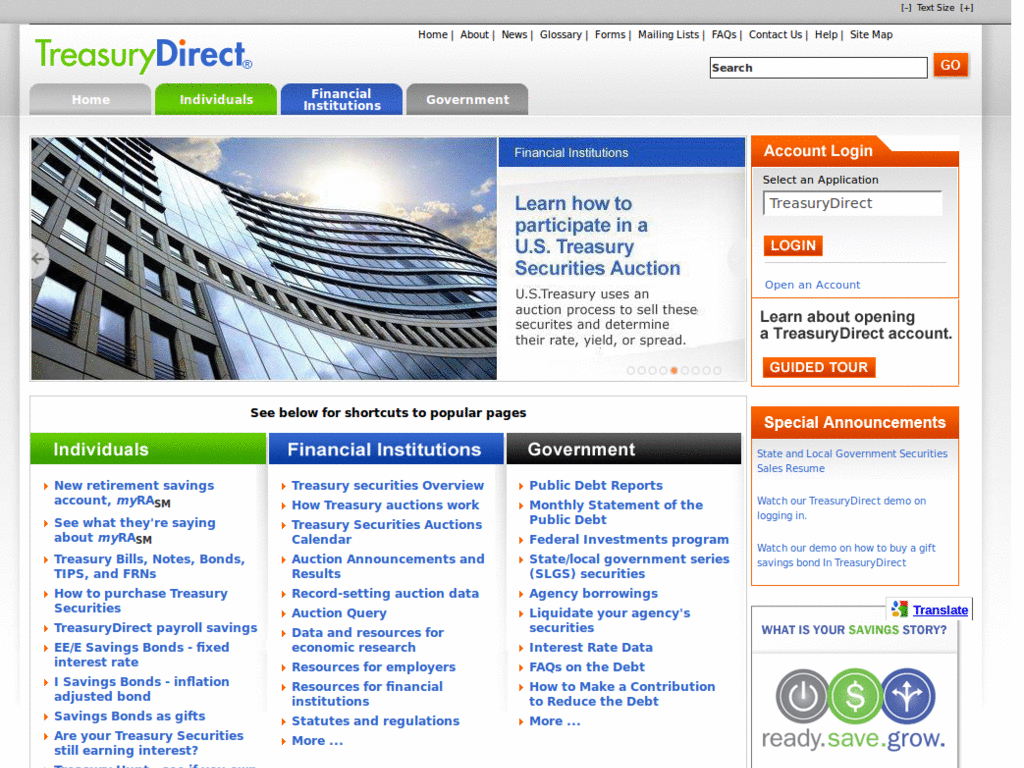 [-] Text Size [+]
Home | About | News | Glossary | Forms | Mailing Lists | FAQs | Contact Us | Help | Site Map
TreasuryDirect®
Search
GO
Home
Individuals
Financial
Institutions
Government
Financial Institutions
Learn how to
participate in a
U.S. Treasury
Securities Auction
U.S.Treasury uses an
auction process to sell these
securites and determine
their rate, yield, or spread.
Account Login
Select an Application
TreasuryDirect
LOGIN
Open an Account
Learn about opening
a TreasuryDirect account.
GUIDED TOUR
See below for shortcuts to popular pages
Individuals
New retirement savings
account, myRASM
See what they're saying
about myRASM
Treasury Bills, Notes, Bonds,
TIPS, and FRNs
How to purchase Treasury
Securities
TreasuryDirect payroll savings
EE/E Savings Bonds - fixed
interest rate
I Savings Bonds - inflation
adjusted bond
Savings Bonds as gifts
Are your Treasury Securities
still earning interest?
Financial Institutions
Treasury securities Overview
How Treasury auctions work
Treasury Securities Auctions
Calendar
Auction Announcements and
Results
Record-setting auction data
Auction Query
Data and resources for
economic research
Resources for employers
Resources for financial
institutions
Statutes and regulations
More ...
Government
Public Debt Reports
Monthly Statement of the
Public Debt
Federal Investments program
State/local government series
(SLGS) securities
Agency borrowings
Liquidate your agency's
securities
Interest Rate Data
FAQs on the Debt
How to Make a Contribution
to Reduce the Debt
More ...
Special Announcements
State and Local Government Securities
Sales Resume
Watch our TreasuryDirect demo on
logging in.
Watch our demo on how to buy a gift
savings bond In TreasuryDirect
Translate
WHAT IS YOUR SAVINGS STORY?
$
ready.save.grow.